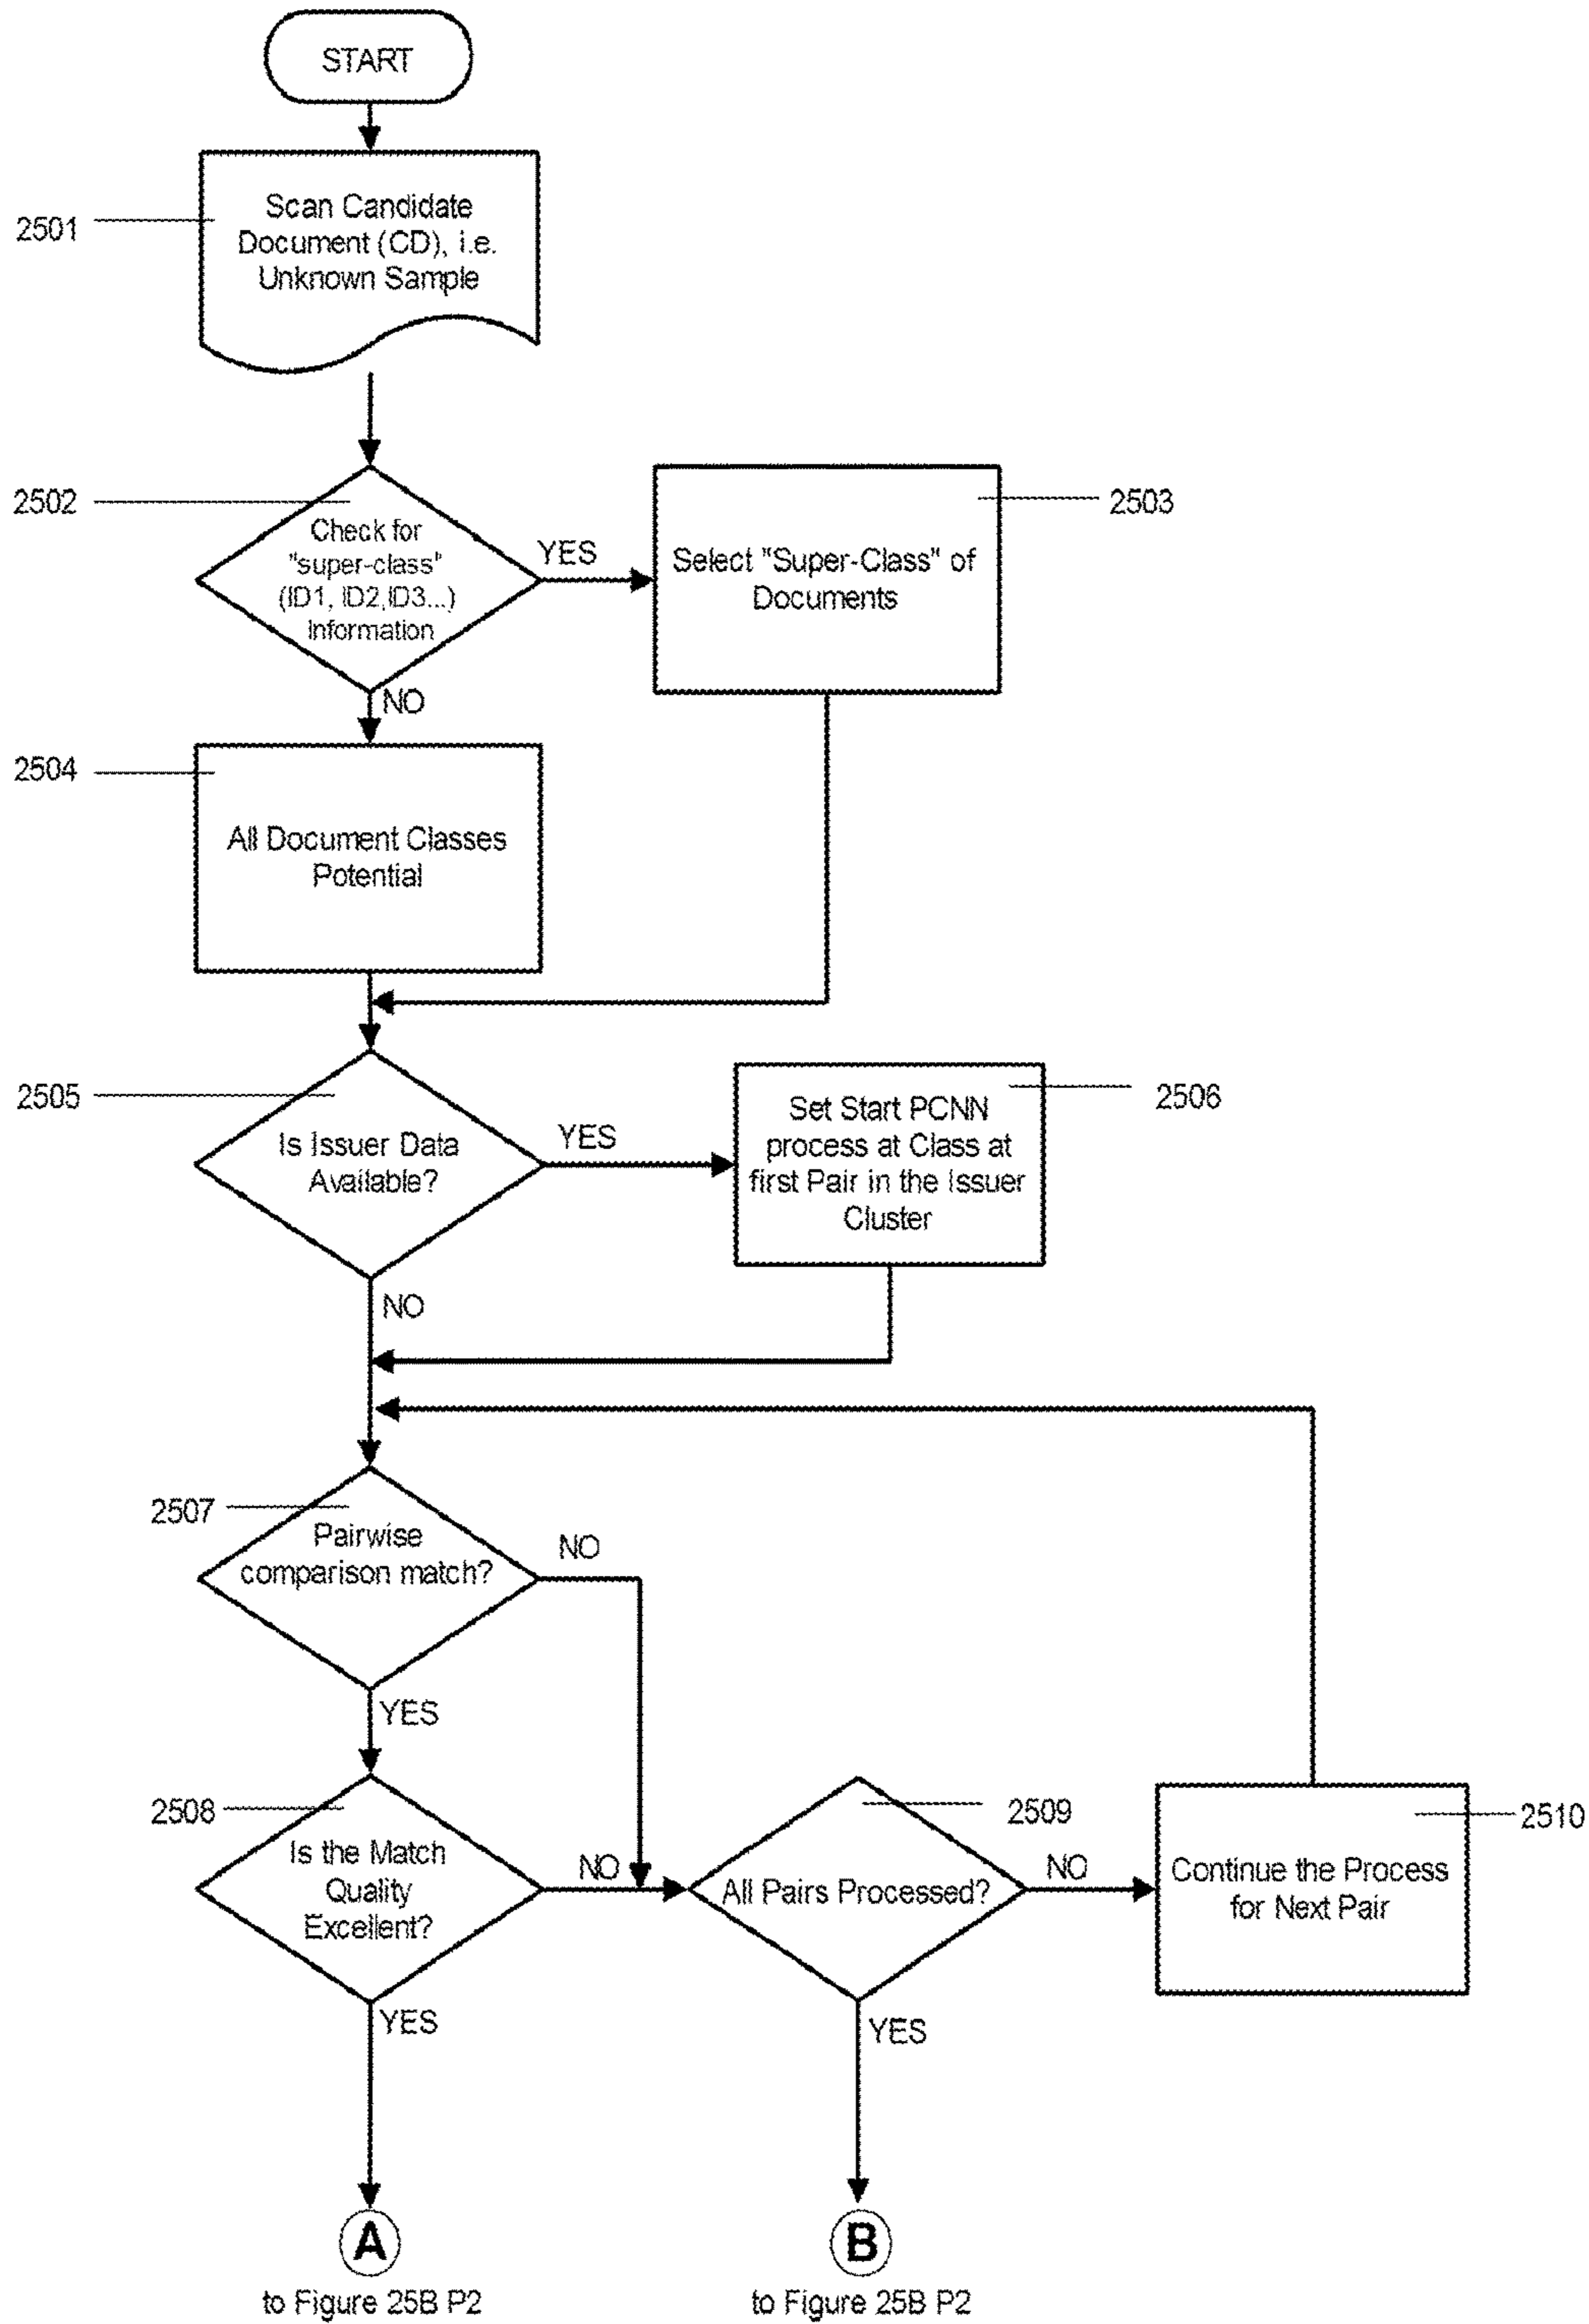 START
2501
Scan Candidate
Document (CD), i.e.
Unknown Sample
2502
Check for
"super-class"
(ID1, ID2,ID3...)
Information
YES
2503
Select "Super-Class" of
Documents
NO
2504
All Document Classes
Potential
2505
Is Issuer Data
Available?
YES
2506
Set Start PCNN
process at Class at
first Pair in the Issuer
Cluster
NO
2507
Pairwise
comparison match?
NO
YES
2508
Is the Match
Quality
Excellent?
NO
2509
All Pairs Processed?
NO
2510
Continue the Process
for Next Pair
YES
YES
A
B
to Figure 25B P2
to Figure 25B P2